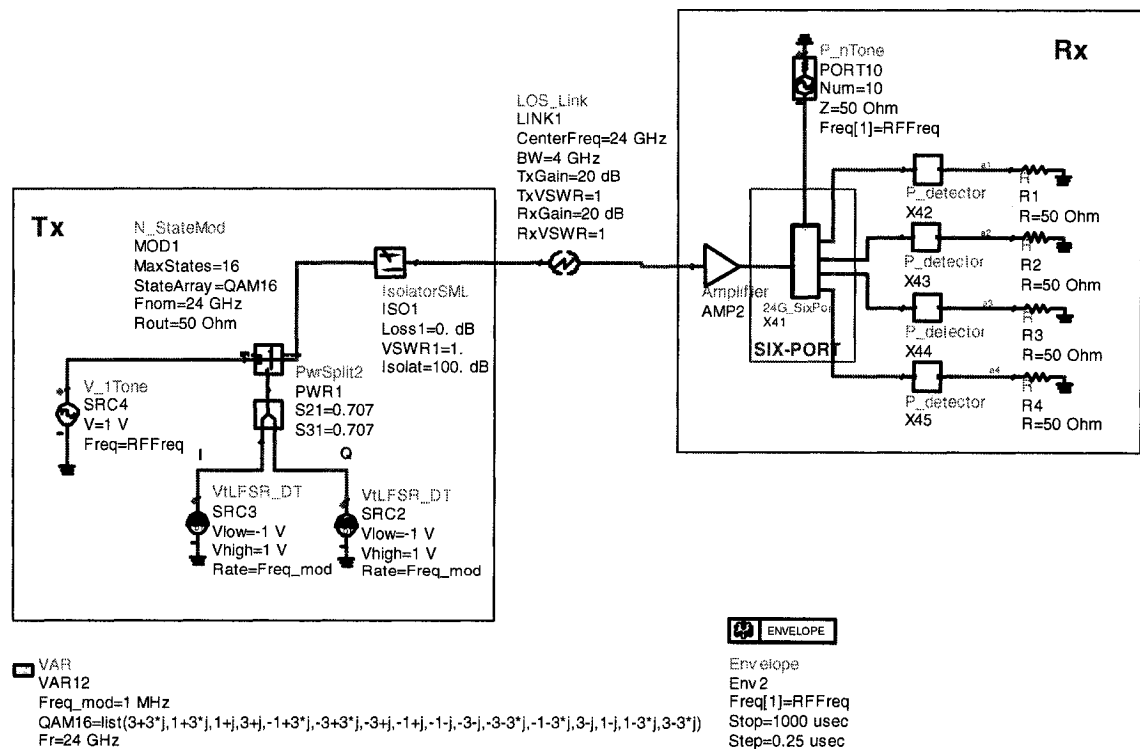 Tx
N_StateMod
MOD1
MaxStates=16
StateArray=QAM16
Fnom=24 GHz
Rout=50 Ohm
V_1Tone
SRC4
V=1 V
Freq=RFFreq
PwrSplit2
PWR1
S21=0.707
S31=0.707
I
Q
VtLFSR_DT
SRC3
Vlow=-1 V
Vhigh=1 V
Rate=Freq_mod
VtLFSR_DT
SRC2
Vlow=-1 V
Vhigh=1 V
Rate=Freq_mod
IsolatorSML
ISO1
Loss1=0. dB
VSWR1=1.
Isolat=100. dB
LOS_Link
LINK1
CenterFreq=24 GHz
BW=4 GHz
TxGain=20 dB
TxVSWR=1
RxGain=20 dB
RxVSWR=1
Rx
P_nTone
PORT10
Num=10
Z=50 Ohm
Freq[1]=RFFreq
Amplifier
AMP2
24G_SixPor
X41
SIX-PORT
P_detector
X42
P_detector
X43
P_detector
X44
P_detector
X45
a1
R
R1
R=50 Ohm
a2
R
R2
R=50 Ohm
a3
R
R3
R=50 Ohm
a4
R
R4
R=50 Ohm
VAR
VAR12
Freq_mod=1 MHz
QAM16=list(3+3*j,1+3*j,1+j,3+j,-1+3*j,-3+3*j,-3+j,-1+j,-1-j,-3-j,-3-3*j,-1-3*j,3-j,1-j,1-3*j,3-3*j)
Fr=24 GHz
ENVELOPE
Envelope
Env2
Freq[1]=RFFreq
Stop=1000 usec
Step=0.25 usec